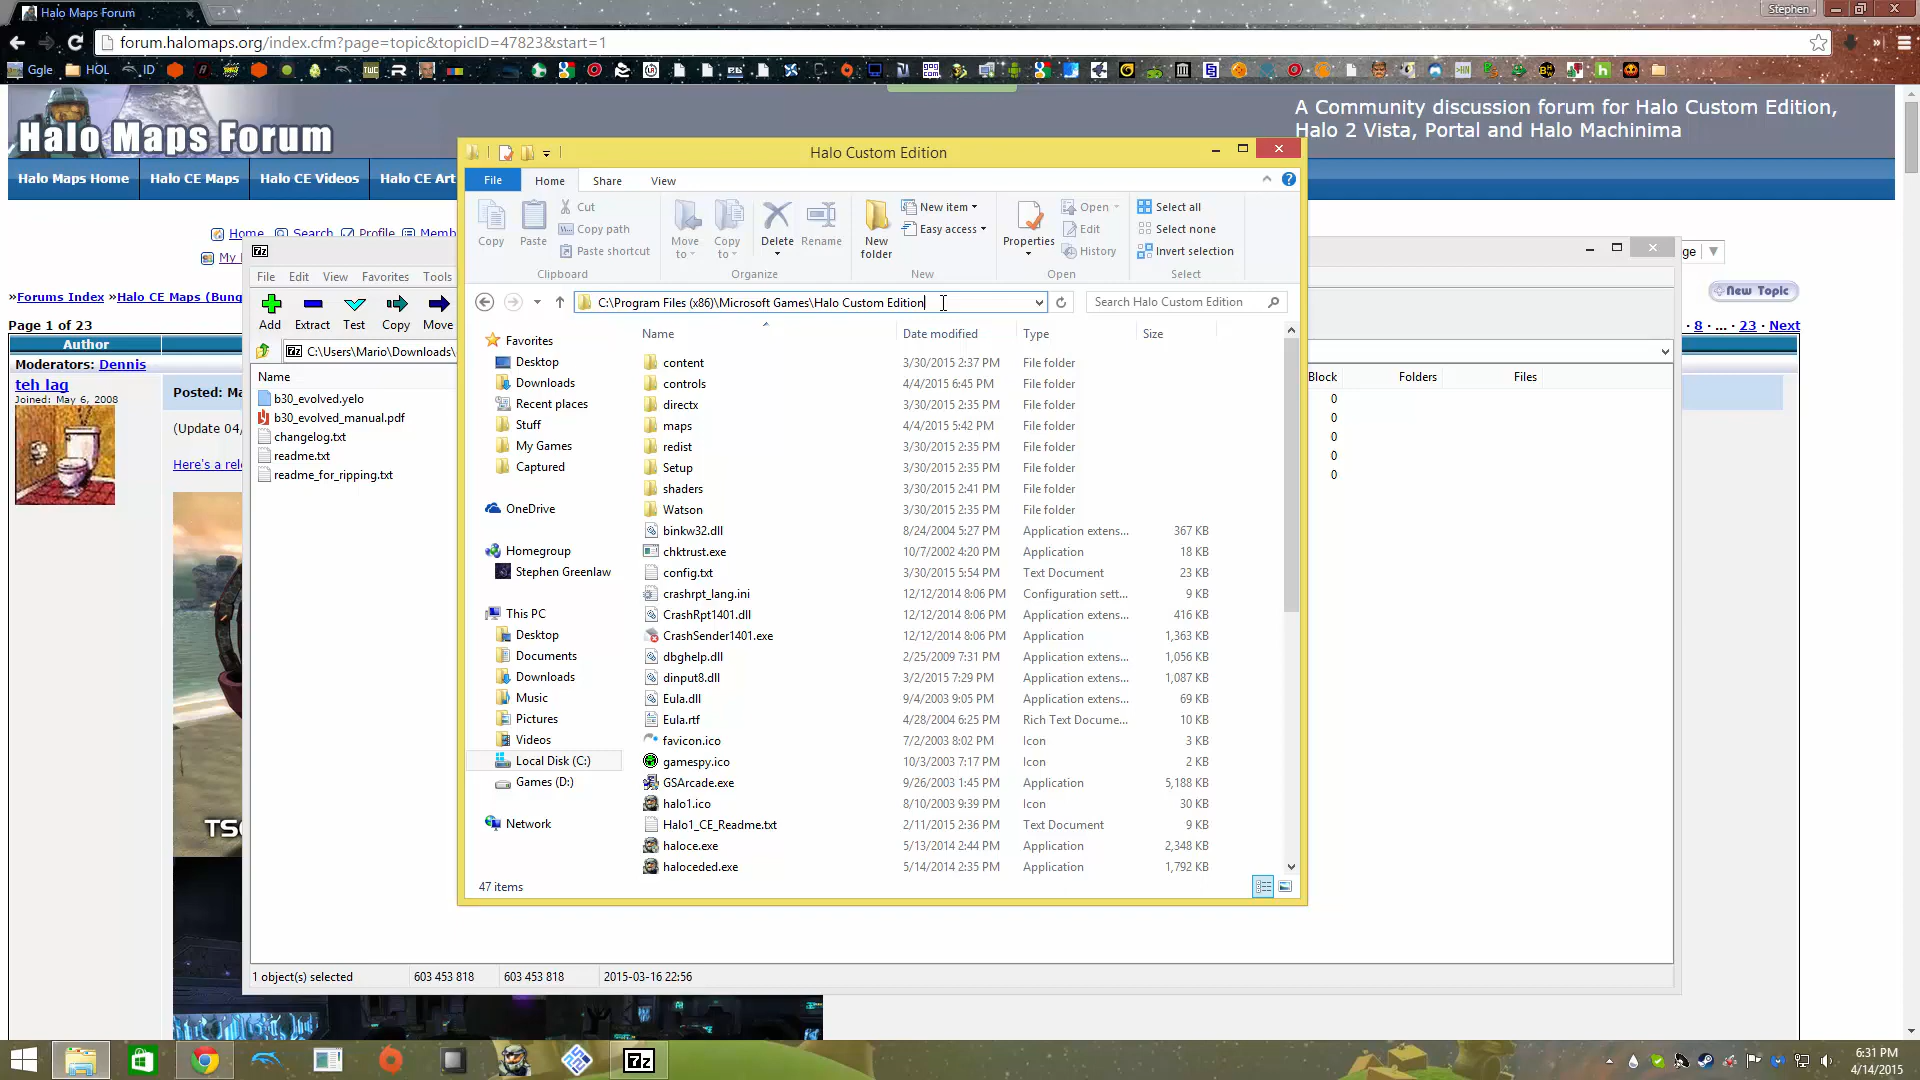 Halo Maps Forum
Stephen
forum.halomaps.org/index.cfm?page=topic&topicID=47823&start=1
Ggle
HOL
ID
Halo Maps Forum
A Community discussion forum for Halo Custom Edition,
Halo 2 Vista, Portal and Halo Machinima
Halo Maps Home
Halo CE Maps
Halo CE Videos
Halo CE Art
Home
Search
Profile
Memb
My
»Forums Index »Halo CE Maps (Bung
New Topic
Page 1 of 23
8 ... 23 Next
Author
Moderators: Dennis
teh lag
Joined: May 6, 2008
Posted: Ma
(Update 04/
Here's a rel
File Edit View Favorites Tools
Add Extract Test Copy Move
C:\Users\Mario\Downloads\
Name
Block
Folders
Files
b30_evolved.yelo
0
b30_evolved_manual.pdf
0
changelog.txt
0
readme.txt
0
readme_for_ripping.txt
0
1 object(s) selected
603 453 818
603 453 818
2015-03-16 22:56
Halo Custom Edition
File
Home
Share
View
Copy
Paste
Cut
Copy path
Paste shortcut
Clipboard
Move to
Copy to
Delete
Rename
Organize
New folder
New item
Easy access
New
Properties
Open
Edit
History
Open
Select all
Select none
Invert selection
Select
C:\Program Files (x86)\Microsoft Games\Halo Custom Edition
Search Halo Custom Edition
Favorites
Desktop
Downloads
Recent places
Stuff
My Games
Captured
OneDrive
Homegroup
Stephen Greenlaw
This PC
Desktop
Documents
Downloads
Music
Pictures
Videos
Local Disk (C:)
Games (D:)
Network
Name Date modified Type Size
content 3/30/2015 2:37 PM File folder
controls 4/4/2015 6:45 PM File folder
directx 3/30/2015 2:35 PM File folder
maps 4/4/2015 5:42 PM File folder
redist 3/30/2015 2:35 PM File folder
Setup 3/30/2015 2:35 PM File folder
shaders 3/30/2015 2:41 PM File folder
Watson 3/30/2015 2:35 PM File folder
binkw32.dll 8/24/2004 5:27 PM Application extens... 367 KB
chktrust.exe 10/7/2002 4:20 PM Application 18 KB
config.txt 3/30/2015 5:54 PM Text Document 23 KB
crashrpt_lang.ini 12/12/2014 8:06 PM Configuration sett... 9 KB
CrashRpt1401.dll 12/12/2014 8:06 PM Application extens... 416 KB
CrashSender1401.exe 12/12/2014 8:06 PM Application 1,363 KB
dbghelp.dll 2/25/2009 7:31 PM Application extens... 1,056 KB
dinput8.dll 3/2/2015 7:29 PM Application extens... 1,087 KB
Eula.dll 9/4/2003 9:05 PM Application extens... 69 KB
Eula.rtf 4/28/2004 6:25 PM Rich Text Docume... 10 KB
favicon.ico 7/2/2003 8:02 PM Icon 3 KB
gamespy.ico 10/3/2003 7:17 PM Icon 2 KB
GSArcade.exe 9/26/2003 1:45 PM Application 5,188 KB
halo1.ico 8/10/2003 9:39 PM Icon 30 KB
Halo1_CE_Readme.txt 2/11/2015 2:36 PM Text Document 9 KB
haloce.exe 5/13/2014 2:44 PM Application 2,348 KB
haloceded.exe 5/14/2014 2:35 PM Application 1,792 KB
47 items
6:31 PM
4/14/2015